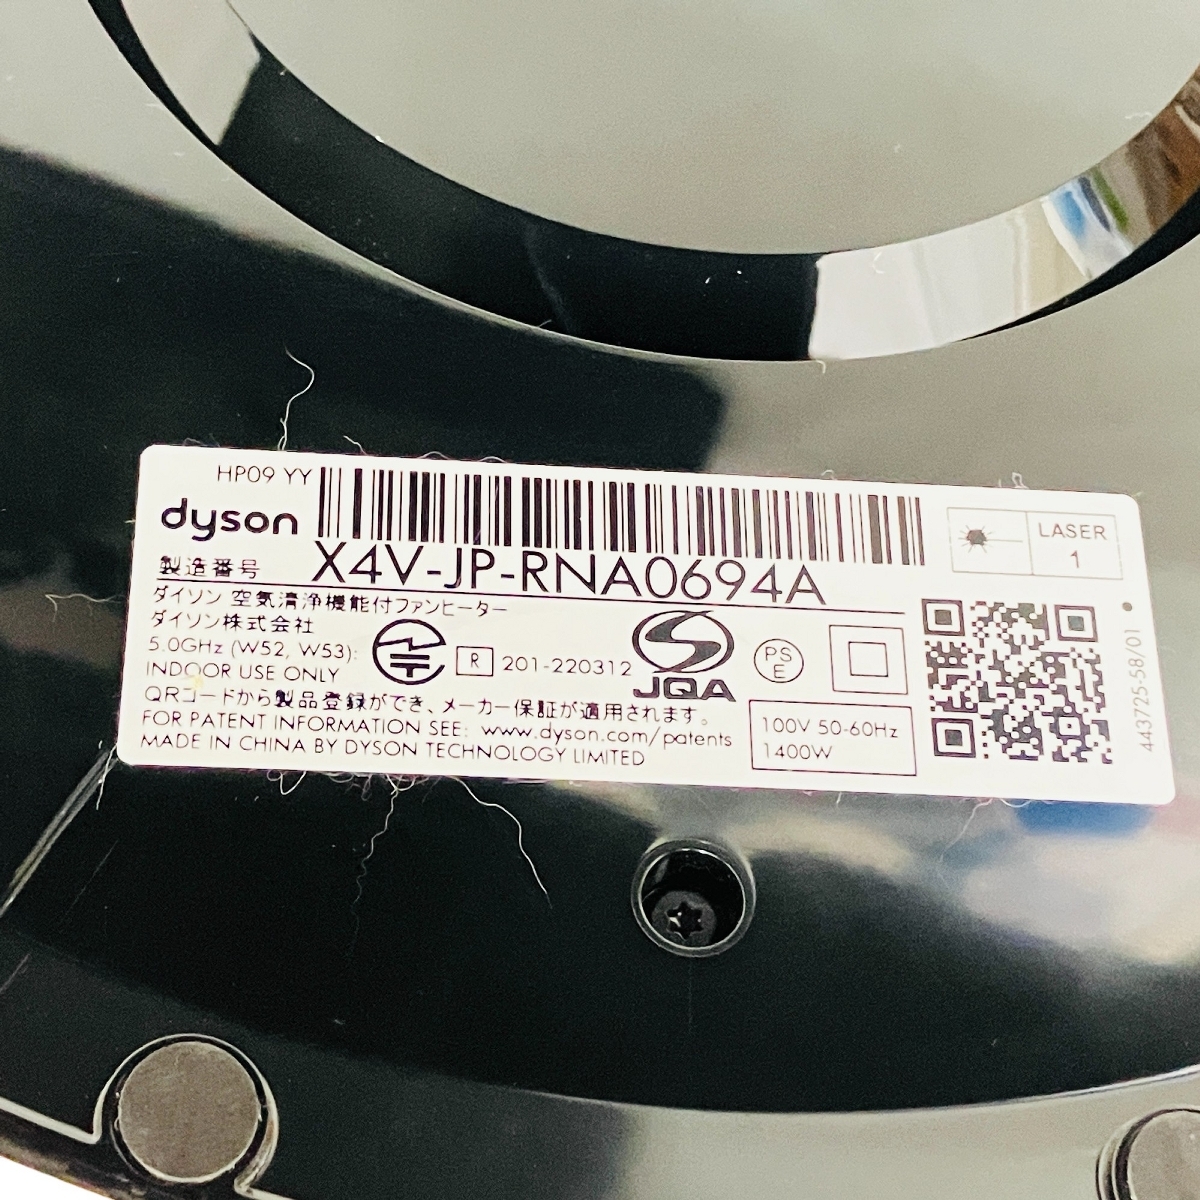 HP09 YY
dyson
製造番号 X4V-JP-RNA0694A
ダイソン 空気清浄機能付ファンヒーター
ダイソン株式会社
5.0GHz (W52, W53):
INDOOR USE ONLY
R 201-220312
JQA
PS
E
LASER
1
QRコードから製品登録ができ、メーカー保証が適用されます。
FOR PATENT INFORMATION SEE: www.dyson.com/patents
MADE IN CHINA BY DYSON TECHNOLOGY LIMITED
100V 50-60Hz
1400W
443725-58/01